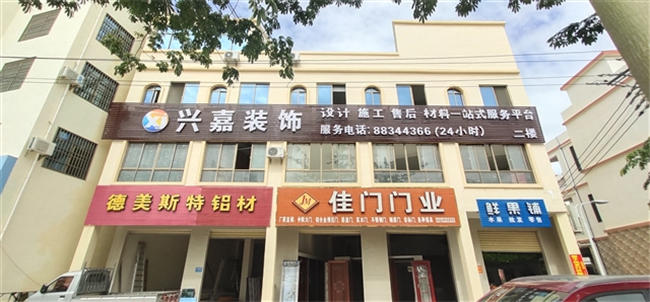 兴嘉装饰
设计 施工 售后 材料一站式服务平台
服务电话:88344366(24小时) 二楼
德美斯特铝材
佳门门业
鲜果铺